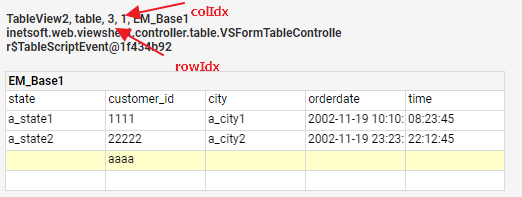 TableView2, table, 3, 1, EM_Base1
colIdx
inetsoft.web.viewsheet.controller.table.VSFormTableControlle
r$TableScriptEvent@1f434b92
rowIdx
EM_Base1
state customer_id city orderdate time
a_state1 1111 a_city1 2002-11-19 10:10: 08:23:45
a_state2 22222 a_city2 2002-11-19 23:23: 22:12:45
aaaa